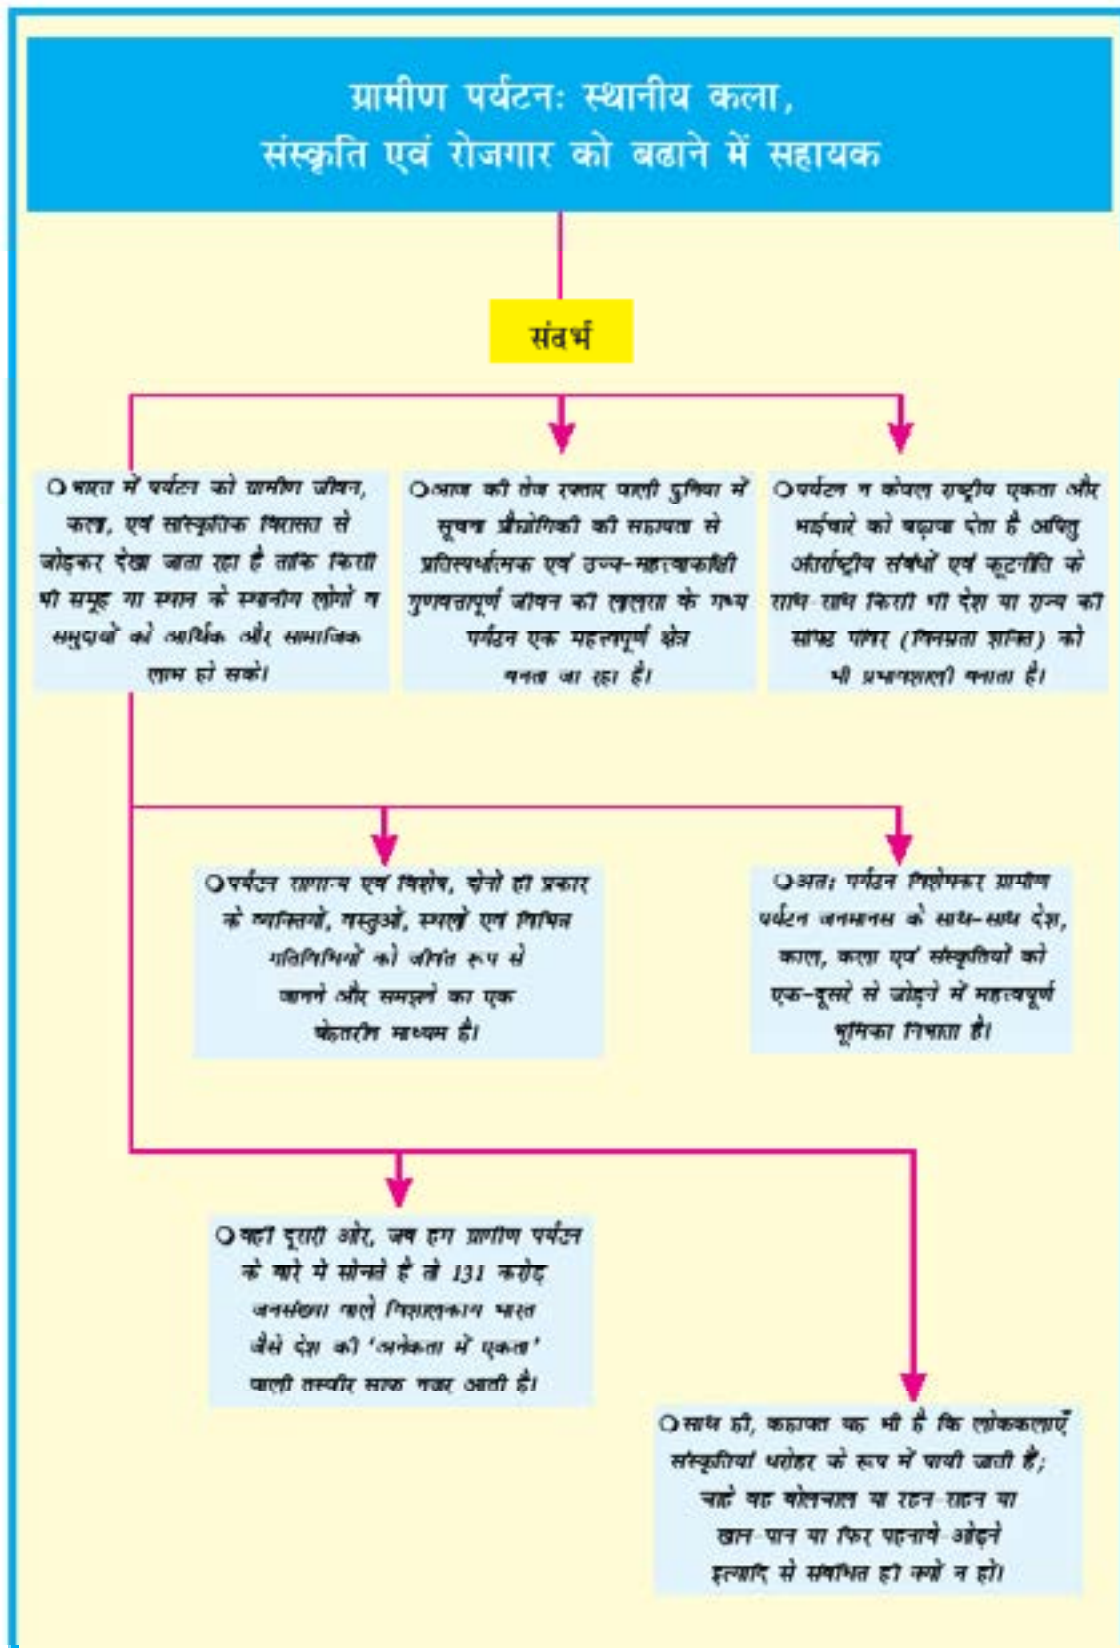 ग्रामीण पर्यटनः स्थानीय कला,
संस्कृति एवं रोजगार को बढाने में सहायक
संदर्भ
❍भारत में पर्यटन को ग्रामीण जीवन,
कला, एवं सांस्कृतिक विरासत से
जोड़कर देखा जाता रहा है ताकि किसी
भी समूह या स्थान के स्थानीय लोगों व
समुदायों को आर्थिक और सामाजिक
लाभ हो सके।
❍आज की तेज रफ्तार वाली दुनिया में
सूचना प्रौद्योगिकी की सहायता से
प्रतिस्पर्धात्मक एवं उच्च-महत्त्वाकांक्षी
गुणवत्तापूर्ण जीवन की लालसा के मध्य
पर्यटन एक महत्त्वपूर्ण क्षेत्र
बनता जा रहा है।
❍पर्यटन न केवल राष्ट्रीय एकता और
भाईचारे को बढ़ावा देता है अपितु
अंतर्राष्ट्रीय संबंधों एवं कूटनीति के
साथ-साथ किसी भी देश या राज्य की
सॉफ्ट पॉवर (विनम्रता शक्ति) को
भी प्रभावशाली बनाता है।
❍पर्यटन सामान्य एवं विशेष, दोनों ही प्रकार
के व्यक्तियों, वस्तुओं, स्थलों एवं विभिन्न
गतिविधियों को जीवंत रूप से
जानने और समझने का एक
बेहतरीन माध्यम है।
❍अतः पर्यटन विशेषकर ग्रामीण
पर्यटन जनमानस के साथ-साथ देश,
काल, कला एवं संस्कृतियों को
एक-दूसरे से जोड़ने में महत्त्वपूर्ण
भूमिका निभाता है।
❍वहीं दूसरी ओर, जब हम ग्रामीण पर्यटन
के बारे में सोचते हैं तो 131 करोड़
जनसंख्या वाले विशालकाय भारत
जैसे देश की 'अनेकता में एकता'
वाली तस्वीर साफ नजर आती है।
❍साथ ही, कहावत यह भी है कि लोककलाएँ
संस्कृतियां धरोहर के रूप में पायी जाती हैं;
चाहे वह बोलचाल या रहन-सहन या
खान-पान या फिर पहनावे-ओढ़ने
इत्यादि से संबंधित ही क्यों न हो।